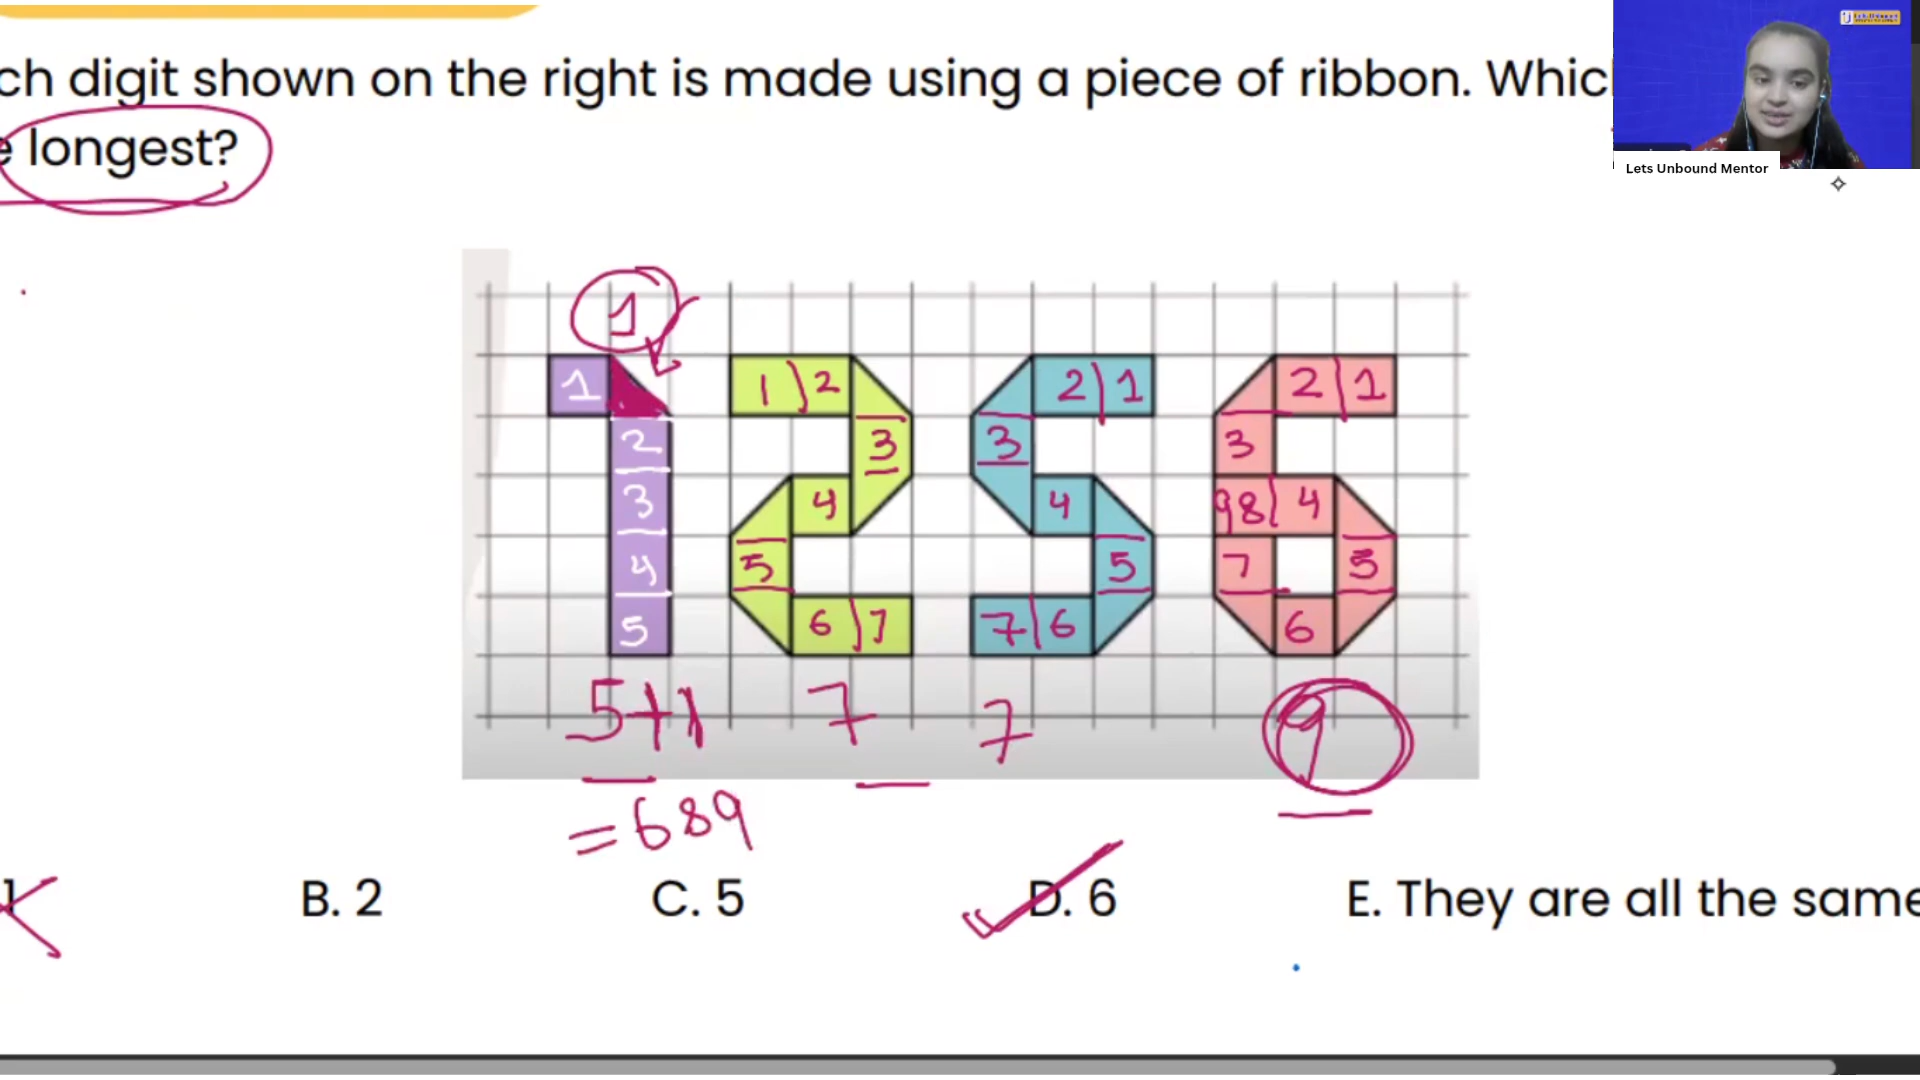 ch digit shown on the right is made using a piece of ribbon. Whic
e longest?
Lets Unbound Mentor
1
1 1)2 2|1 2|1
2 3 3 3
3 4 4 98| 4
4 5 5 7 5
5 6|7 7|6 6
5+1 7 7 9
=689
1 B. 2 C. 5 D. 6 E. They are all the same